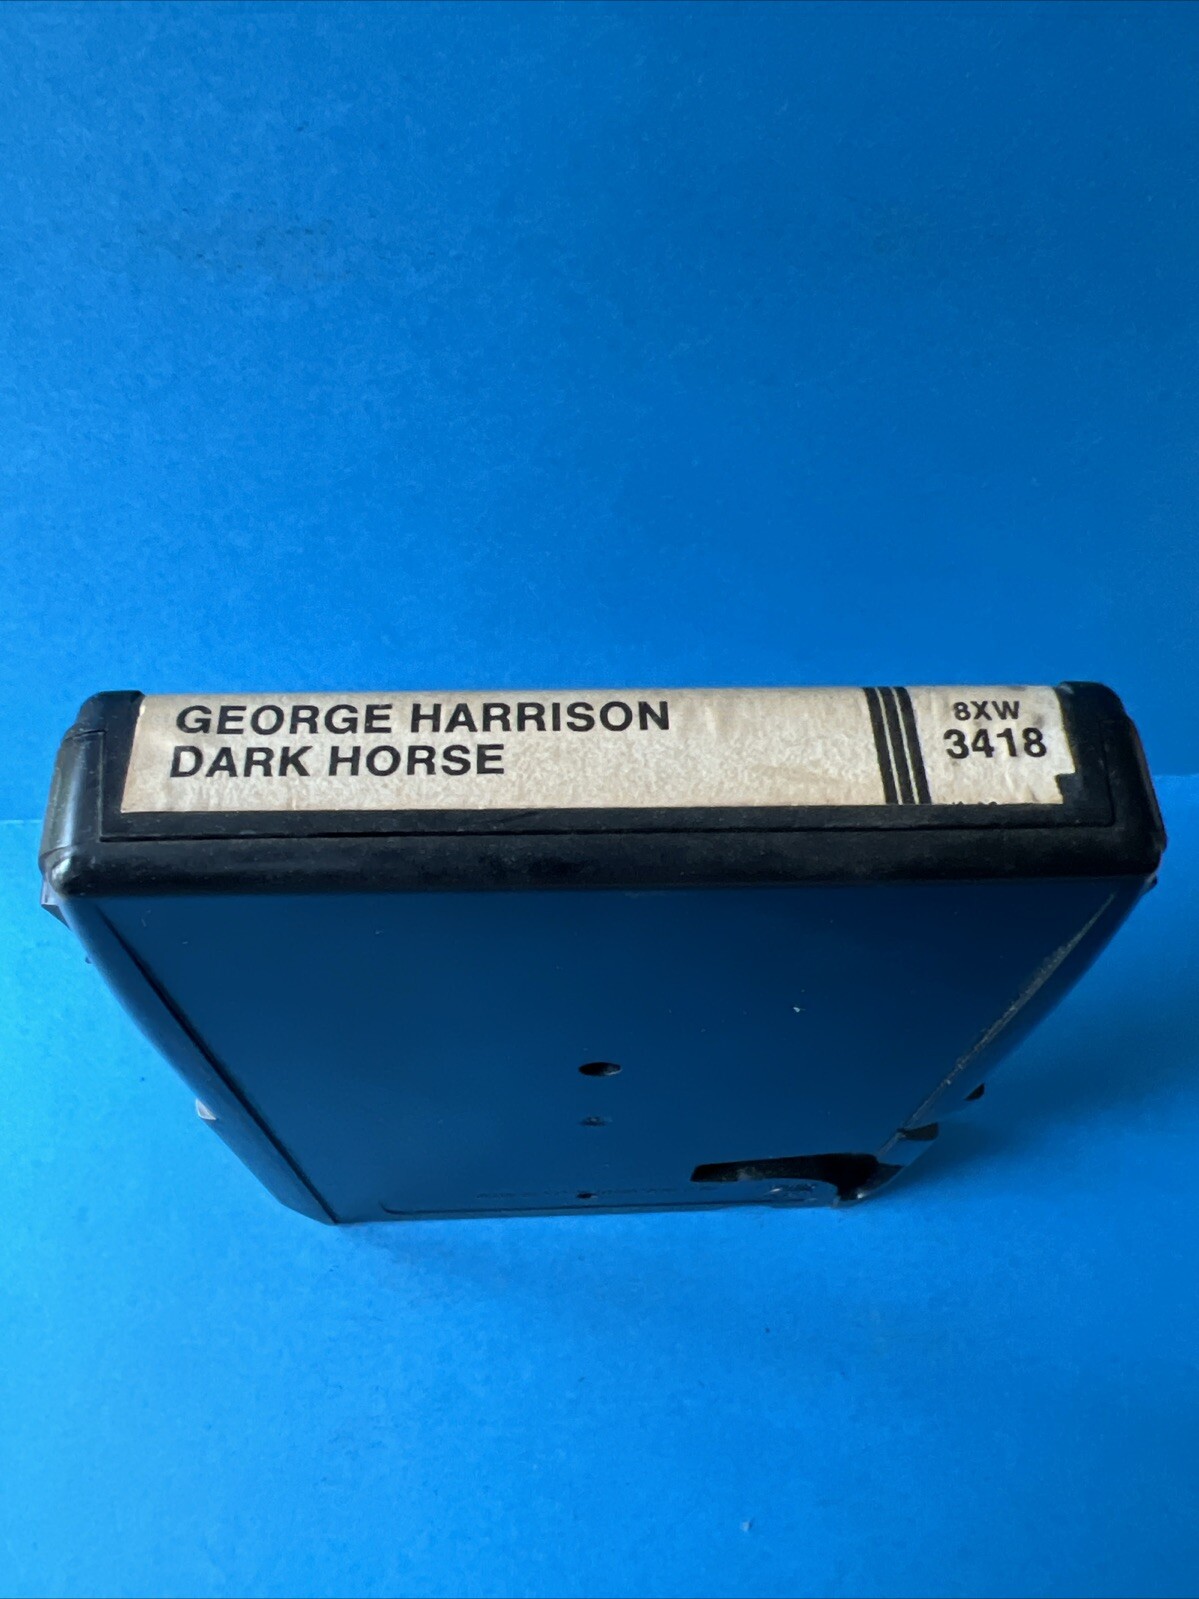 GEORGE HARRISON
DARK HORSE
8XW
3418